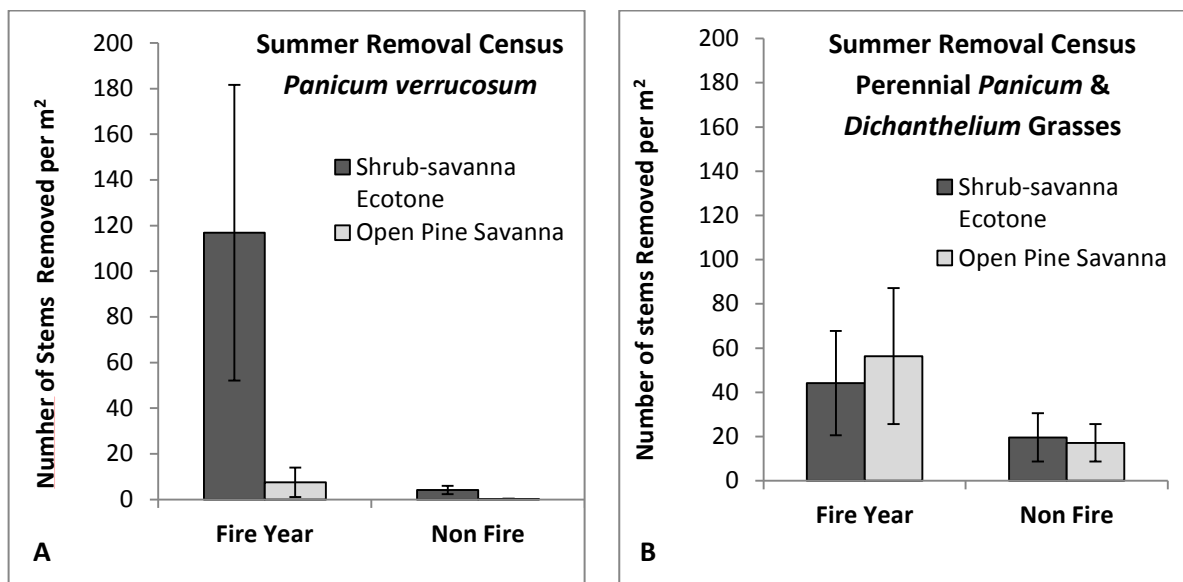 Summer Removal Census
Panicum verrucosum
Numher of Stems Removed per m²
200
180
160
140
120
100
80
60
40
20
0
Shrub-savanna
Ecotone
Open Pine Savanna
Fire Year
Non Fire
A
Summer Removal Census
Perennial Panicum &
Dichanthelium Grasses
Number of stems Removed per m²
200
180
160
140
120
100
80
60
40
20
0
Shrub-savanna
Ecotone
Open Pine Savanna
Fire Year
Non Fire
B